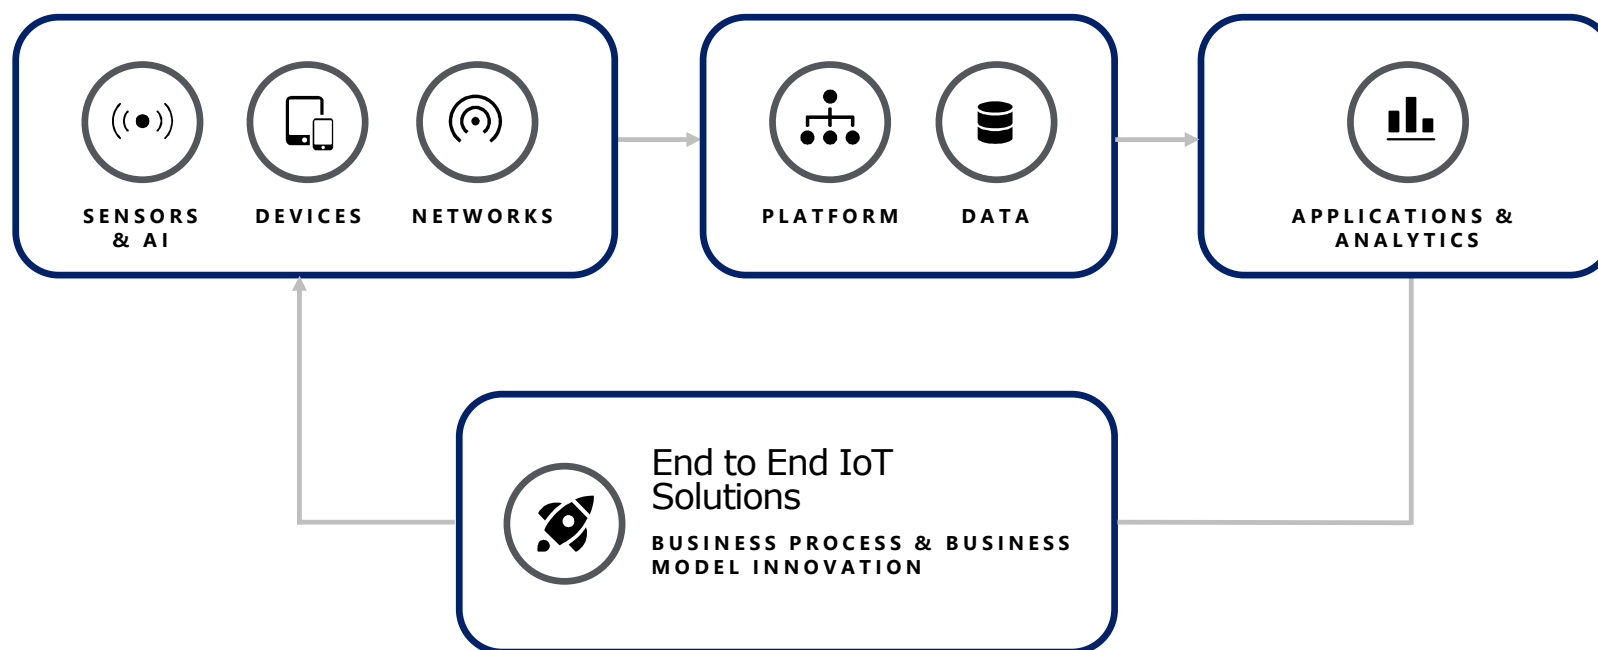 SENSORS
& AI
DEVICES
NETWORKS
PLATFORM
DATA
APPLICATIONS &
ANALYTICS
End to End IoT
Solutions
BUSINESS PROCESS & BUSINESS
MODEL INNOVATION